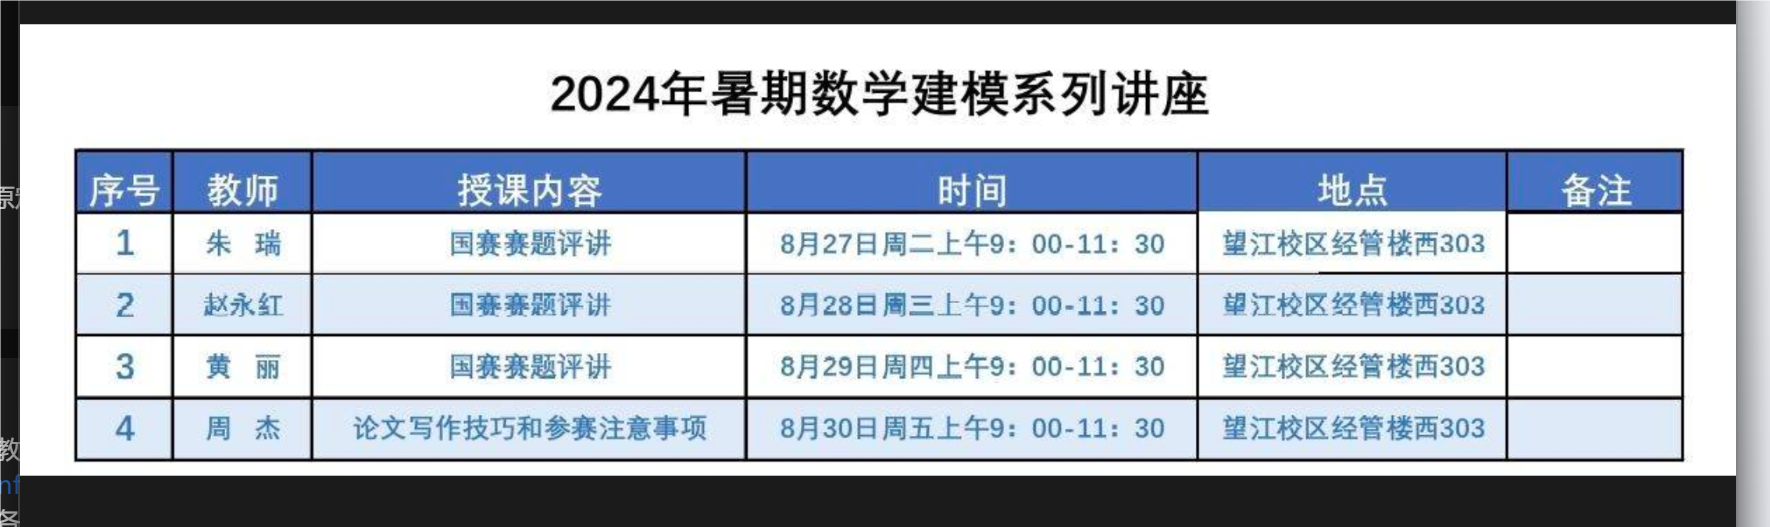 2024年暑期数学建模系列讲座
序号 教师 授课内容 时间 地点 备注
1 朱 瑞 国赛赛题评讲 8月27日周二上午9：00-11：30 望江校区经管楼西303
2 赵永红 国赛赛题评讲 8月28日周三上午9：00-11：30 望江校区经管楼西303
3 黄 丽 国赛赛题评讲 8月29日周四上午9：00-11：30 望江校区经管楼西303
4 周 杰 论文写作技巧和参赛注意事项 8月30日周五上午9：00-11：30 望江校区经管楼西303
教
nf
各